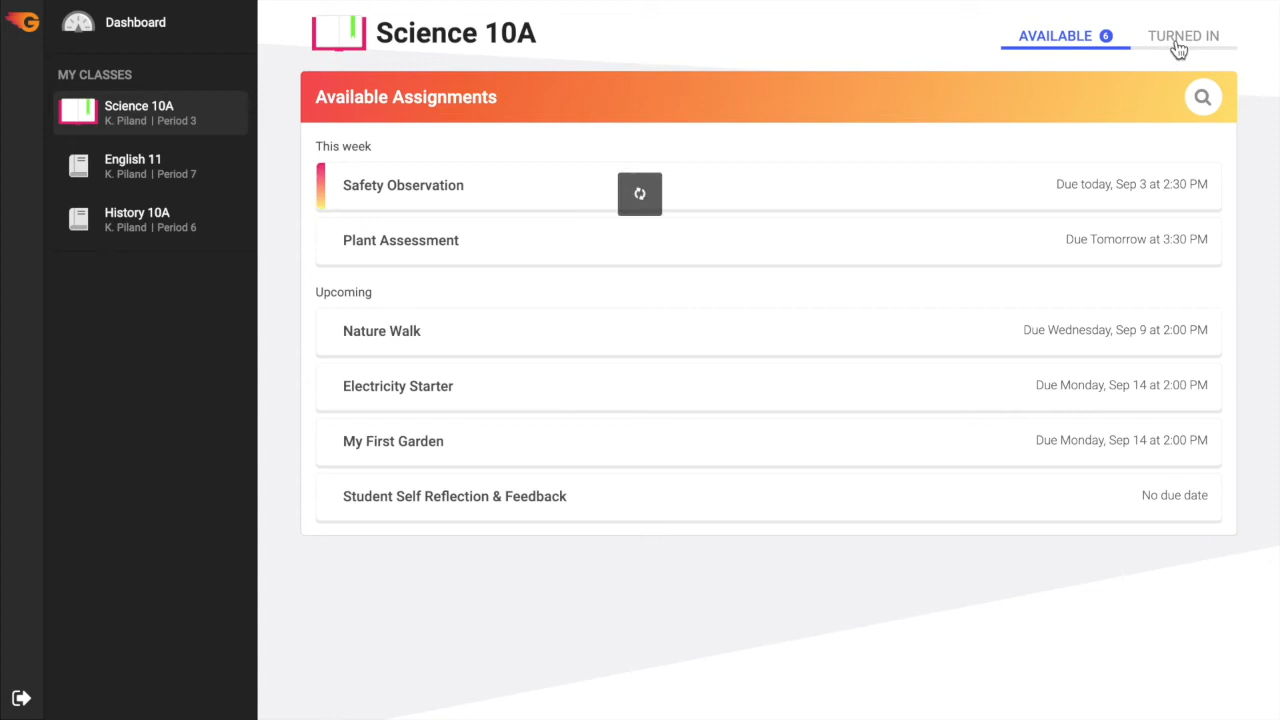 G
Dashboard
MY CLASSES
Science 10A
K. Piland | Period 3
English 11
K. Piland | Period 7
History 10A
K. Piland | Period 6
Science 10A
AVAILABLE 6
TURNED IN
Available Assignments
This week
Safety Observation
Due today, Sep 3 at 2:30 PM
Plant Assessment
Due Tomorrow at 3:30 PM
Upcoming
Nature Walk
Due Wednesday, Sep 9 at 2:00 PM
Electricity Starter
Due Monday, Sep 14 at 2:00 PM
My First Garden
Due Monday, Sep 14 at 2:00 PM
Student Self Reflection & Feedback
No due date